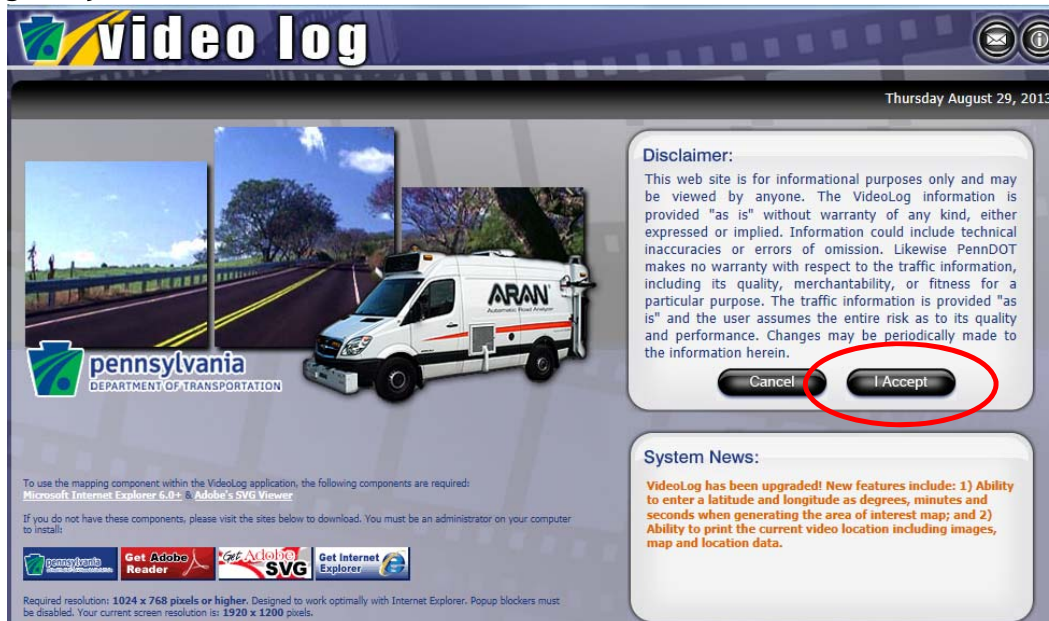 video log
Thursday August 29, 2013
Disclaimer:
This web site is for informational purposes only and may
be viewed by anyone. The VideoLog information is
provided "as is" without warranty of any kind, either
expressed or implied. Information could include technical
inaccuracies or errors of omission. Likewise PennDOT
makes no warranty with respect to the traffic information,
including its quality, merchantability, or fitness for a
particular purpose. The traffic information is provided "as
is" and the user assumes the entire risk as to its quality
and performance. Changes may be periodically made to
the information herein.
Cancel
I Accept
ARAN
Automatic Road Analyzer
pennsylvania
DEPARTMENT OF TRANSPORTATION
System News:
VideoLog has been upgraded! New features include: 1) Ability
to enter a latitude and longitude as degrees, minutes and
seconds when generating the area of interest map; and 2)
Ability to print the current video location including images,
map and location data.
To use the mapping component within the VideoLog application, the following components are required:
Microsoft Internet Explorer 6.0+ & Adobe's SVG Viewer
If you do not have these components, please visit the sites below to download. You must be an administrator on your computer
to install:
pennsylvania
Get Adobe
Reader
Get Adobe
SVG
Get Internet
Explorer
Required resolution: 1024 x 768 pixels or higher. Designed to work optimally with Internet Explorer. Popup blockers must
be disabled. Your current screen resolution is: 1920 x 1200 pixels.